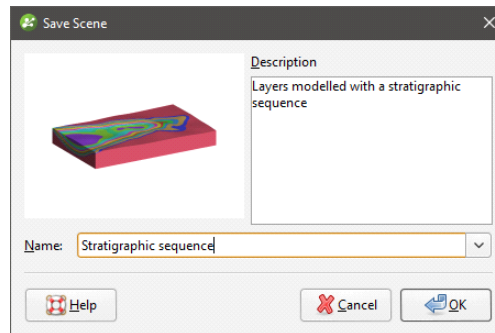 Save Scene
Description
Layers modelled with a stratigraphic
sequence
Name: Stratigraphic sequence
Help Cancel OK